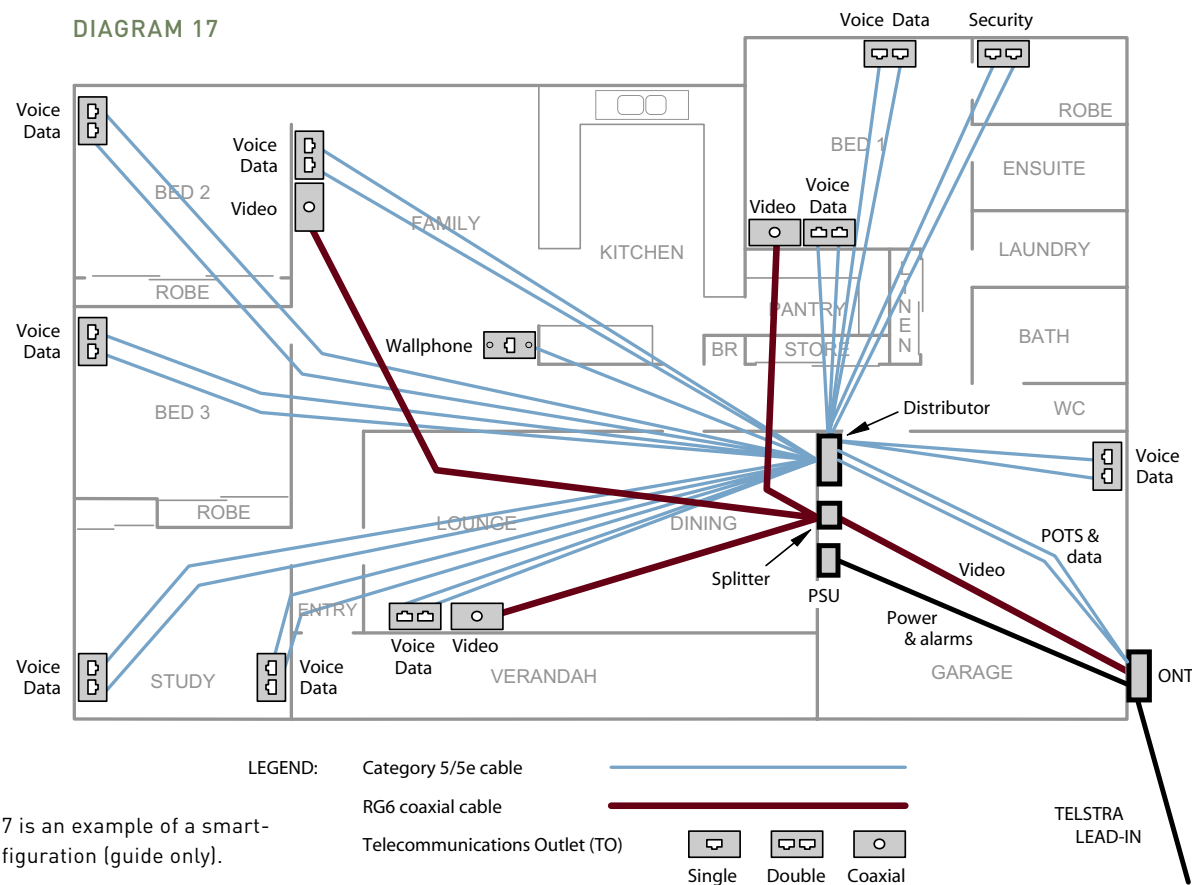 DIAGRAM 17
Voice Data
Security
Voice
Data
Voice
Data
Video
BED 2
FAMILY
KITCHEN
BED 1
ROBE
ENSUITE
Video
Voice
Data
LAUNDRY
ROBE
PANTRY
LINEN
Voice
Data
Wallphone
BR
STORE
BATH
BED 3
Distributor
WC
Voice
Data
ROBE
LOUNGE
DINING
POTS &
data
Splitter
Video
PSU
ENTRY
Power
& alarms
Voice
Data
STUDY
Voice
Data
Voice
Data
Video
VERANDAH
GARAGE
ONT
LEGEND:
Category 5/5e cable
RG6 coaxial cable
Telecommunications Outlet (TO)
Single
Double
Coaxial
TELSTRA
LEAD-IN
7 is an example of a smart-
figuration (guide only).